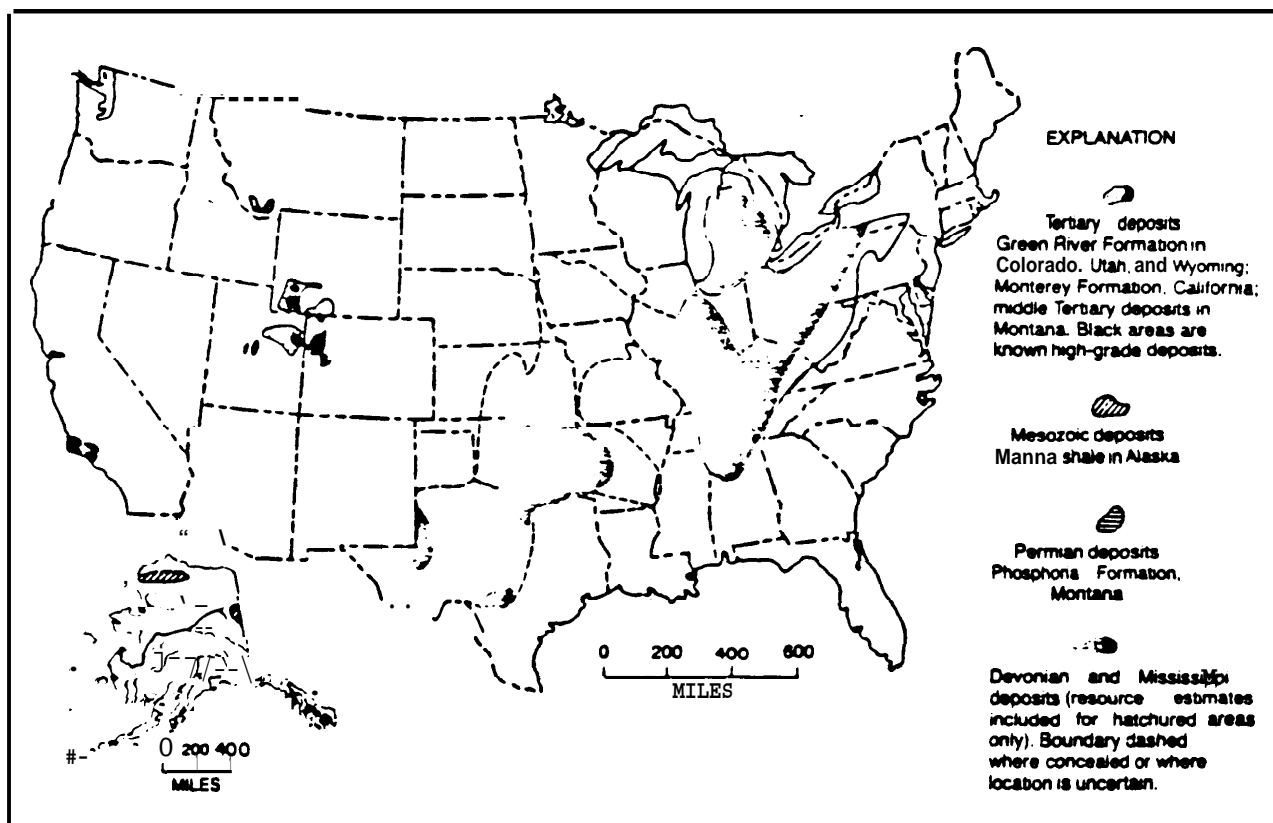 EXPLANATION
Tertiary deposits
Green River Formation in
Colorado. Utah, and Wyoming;
Monterey Formation, California;
middle Tertiary deposits in
Montana. Black areas are
known high-grade deposits.
Mesozoic deposits
Manna shale in Alaska
Permian deposits
Phosphoria Formation,
Montana
Devonian and Mississippi
deposits (resource estimates
included for hatchured areas
only). Boundary dashed
where concealed or where
location is uncertain.
0 200 400 600
MILES
0 200 400
MILES